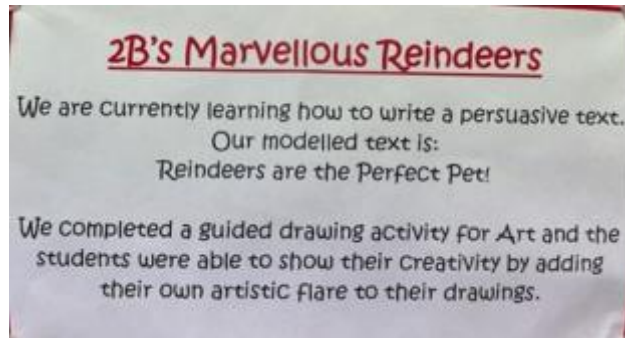 2B's Marvellous Reindeers
We are currently learning how to write a persuasive text.
Our modelled text is:
Reindeers are the Perfect Pet!
We completed a guided drawing activity for Art and the
students were able to show their creativity by adding
their own artistic flare to their drawings.